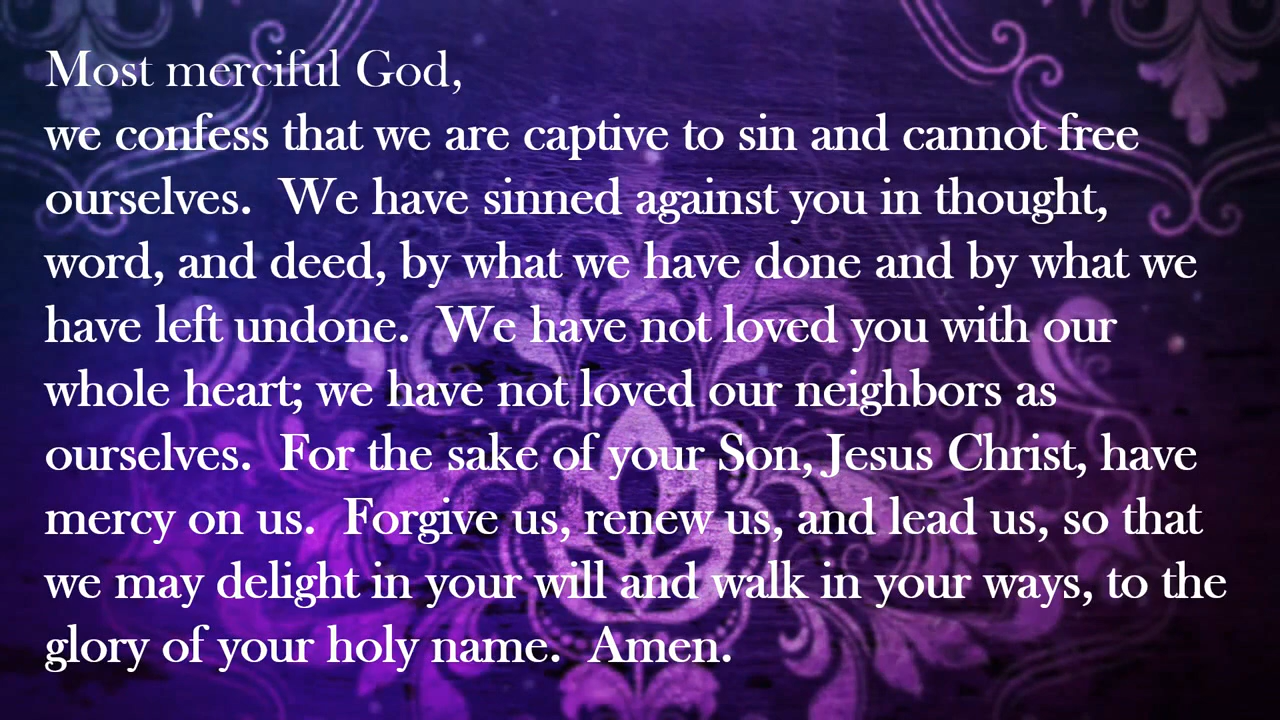 Most merciful God,
we confess that we are captive to sin and cannot free
ourselves.  We have sinned against you in thought,
word, and deed, by what we have done and by what we
have left undone.  We have not loved you with our
whole heart; we have not loved our neighbors as
ourselves.  For the sake of your Son, Jesus Christ, have
mercy on us.  Forgive us, renew us, and lead us, so that
we may delight in your will and walk in your ways, to the
glory of your holy name.  Amen.